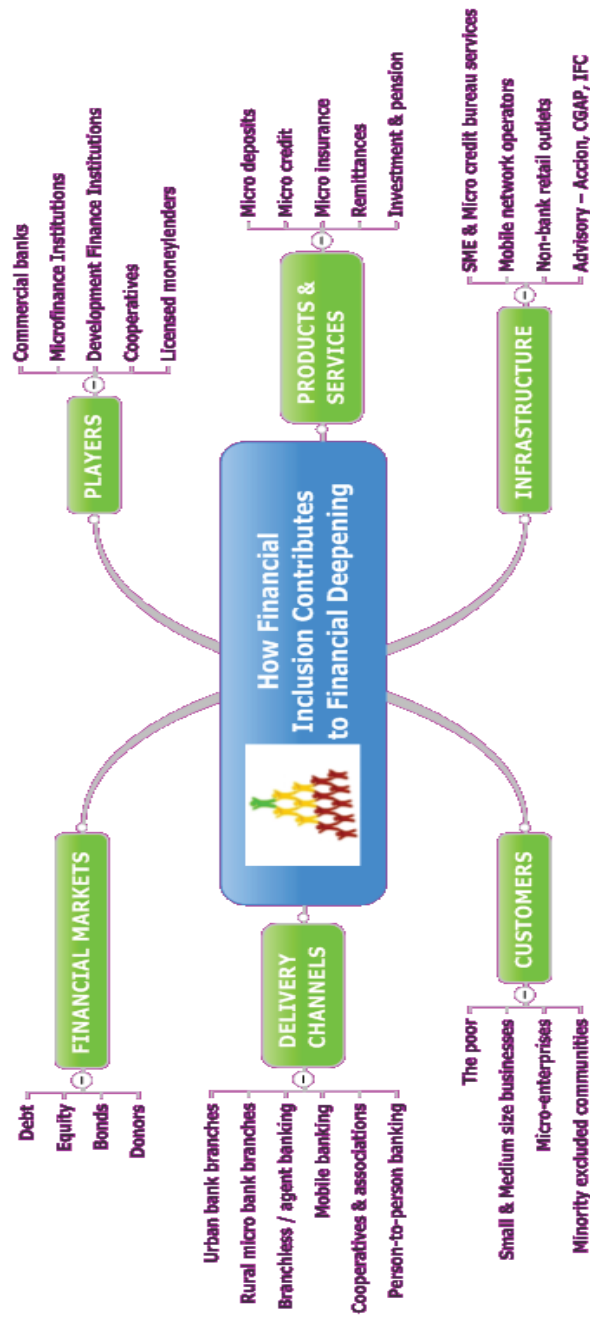 How Financial
Inclusion Contributes
to Financial Deepening
PLAYERS
Commercial banks
Microfinance Institutions
Development Finance Institutions
Cooperatives
Licensed moneylenders
PRODUCTS &
SERVICES
Micro deposits
Micro credit
Micro insurance
Remittances
Investment & pension
INFRASTRUCTURE
SME & Micro credit bureau services
Mobile network operators
Non-bank retail outlets
Advisory – Accion, CGAP, IFC
FINANCIAL MARKETS
Debt
Equity
Bonds
Donors
DELIVERY
CHANNELS
Urban bank branches
Rural micro bank branches
Branchless / agent banking
Mobile banking
Cooperatives & associations
Person-to-person banking
CUSTOMERS
The poor
Small & Medium size businesses
Micro-enterprises
Minority excluded communities